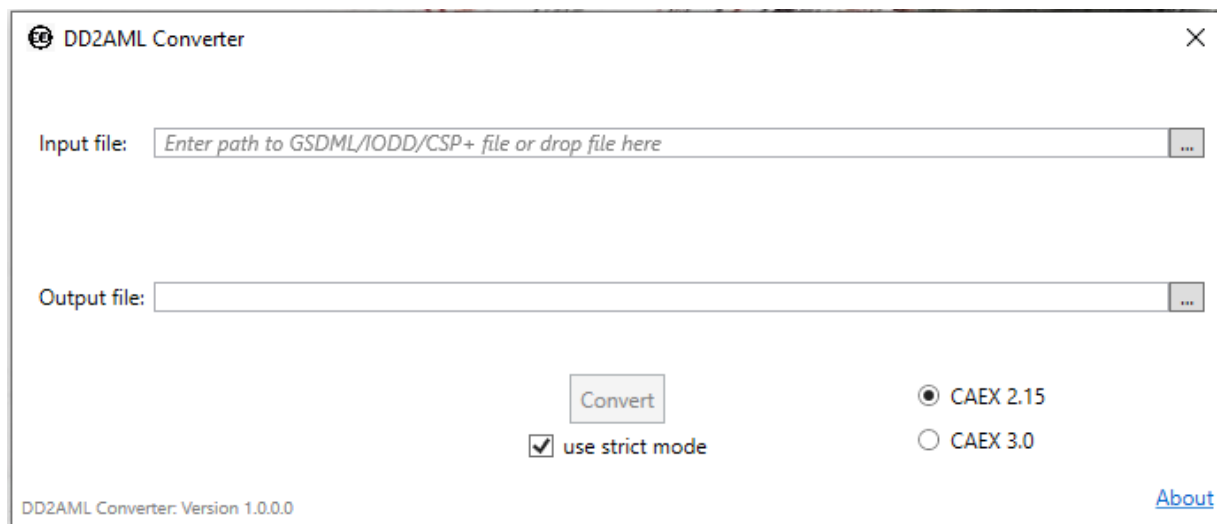 DD2AML Converter
Input file: Enter path to GSDML/IODD/CSP+ file or drop file here ...
Output file: ...
Convert
CAEX 2.15
use strict mode
CAEX 3.0
DD2AML Converter: Version 1.0.0.0
About